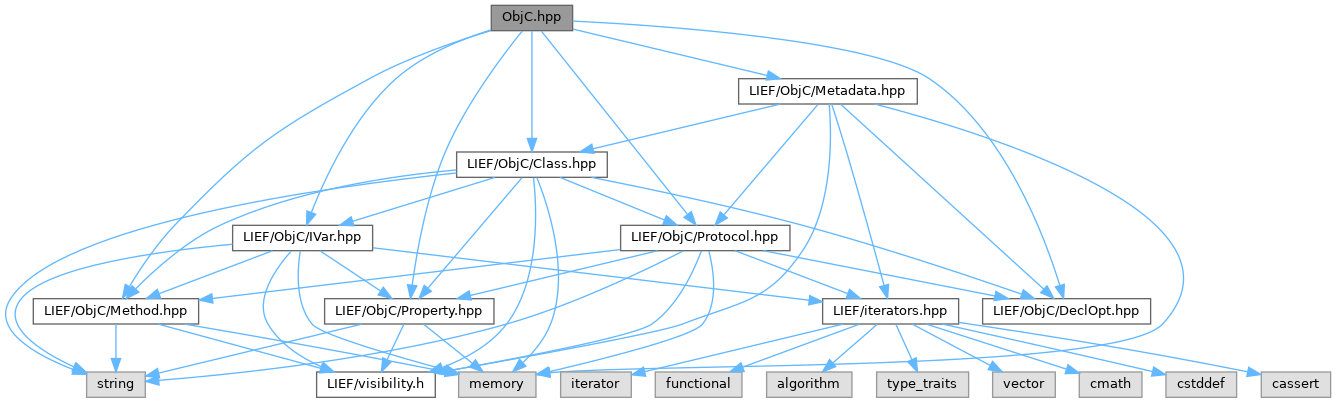 ObjC.hpp
LIEF/ObjC/Metadata.hpp
LIEF/ObjC/Class.hpp
LIEF/ObjC/IVar.hpp
LIEF/ObjC/Protocol.hpp
LIEF/ObjC/Method.hpp
LIEF/ObjC/Property.hpp
LIEF/iterators.hpp
LIEF/ObjC/DeclOpt.hpp
string
LIEF/visibility.h
memory
iterator
functional
algorithm
type_traits
vector
cmath
cstddef
cassert